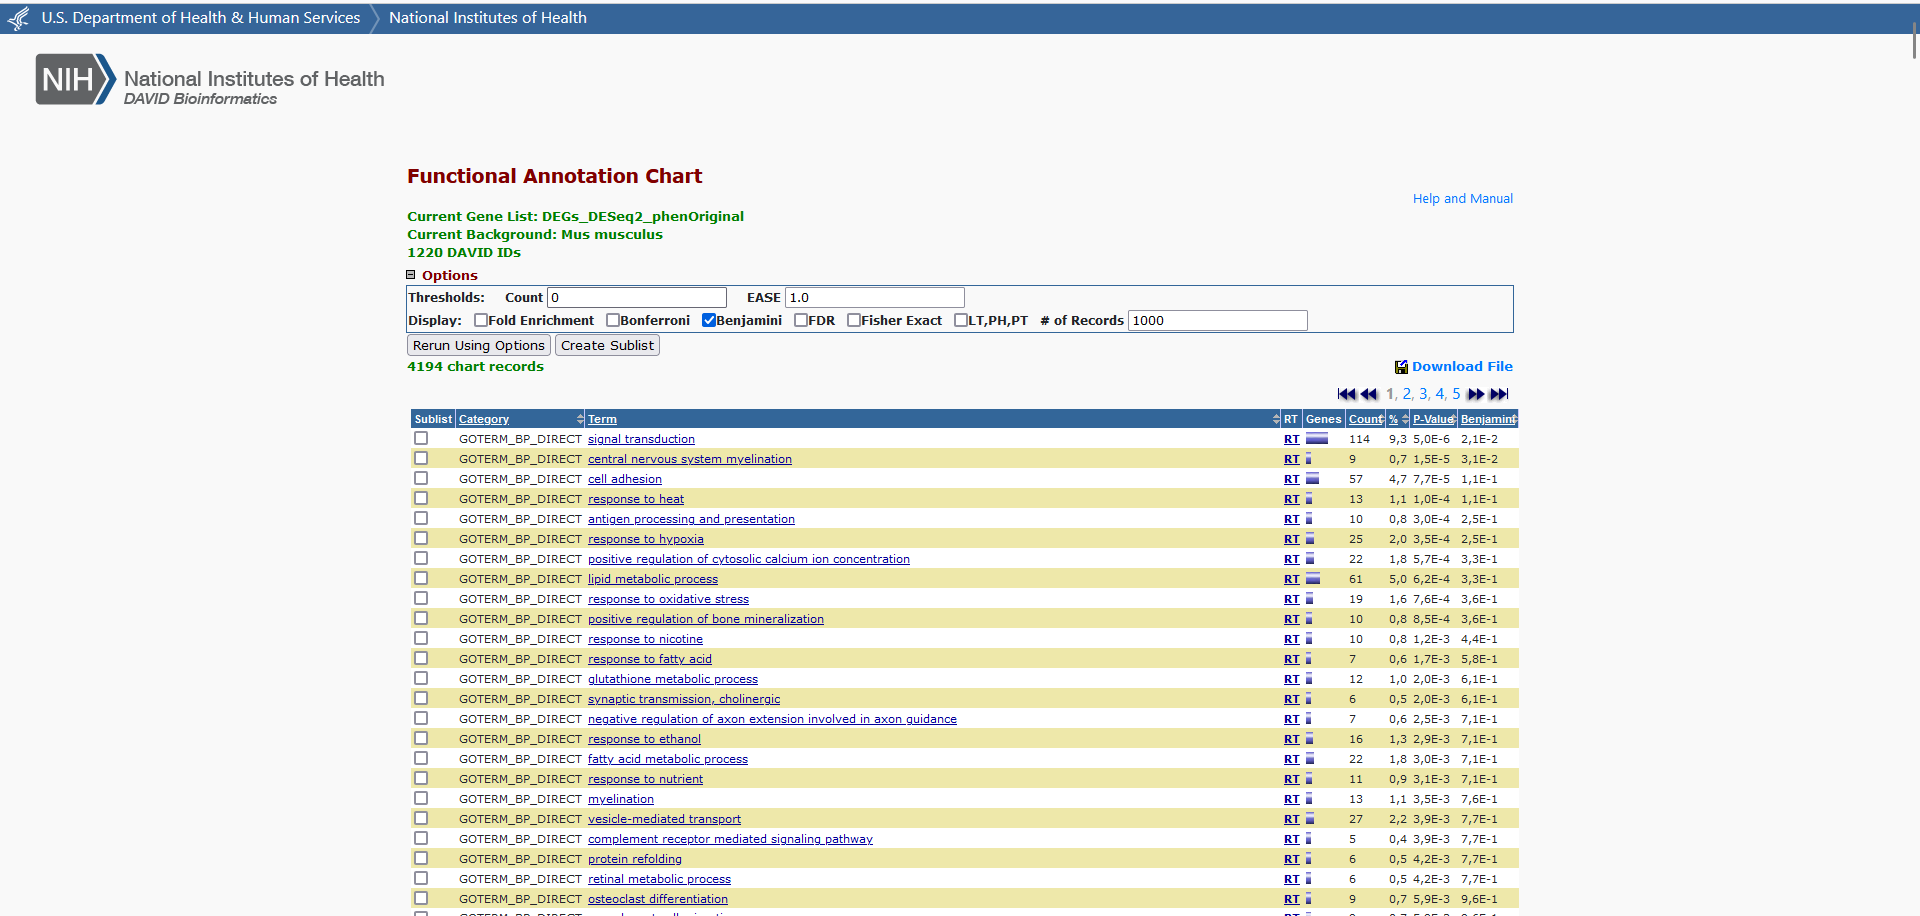 U.S. Department of Health & Human Services National Institutes of Health
NIH National Institutes of Health
DAVID Bioinformatics
Functional Annotation Chart
Help and Manual
Current Gene List: DEGs_DESeq2_phenOriginal
Current Background: Mus musculus
1220 DAVID IDs
Options
Thresholds: Count 0 EASE 1.0
Display: Fold Enrichment Bonferroni Benjamini FDR Fisher Exact LT,PH,PT # of Records 1000
Rerun Using Options Create Sublist
4194 chart records Download File
1, 2, 3, 4, 5
Sublist Category Term RT Genes Count % P-Value Benjamini
GOTERM_BP_DIRECT signal transduction RT 114 9,3 5,0E-6 2,1E-2
GOTERM_BP_DIRECT central nervous system myelination RT 9 0,7 1,5E-5 3,1E-2
GOTERM_BP_DIRECT cell adhesion RT 57 4,7 7,7E-5 1,1E-1
GOTERM_BP_DIRECT response to heat RT 13 1,1 1,0E-4 1,1E-1
GOTERM_BP_DIRECT antigen processing and presentation RT 10 0,8 3,0E-4 2,5E-1
GOTERM_BP_DIRECT response to hypoxia RT 25 2,0 3,5E-4 2,5E-1
GOTERM_BP_DIRECT positive regulation of cytosolic calcium ion concentration RT 22 1,8 5,7E-4 3,3E-1
GOTERM_BP_DIRECT lipid metabolic process RT 61 5,0 6,2E-4 3,3E-1
GOTERM_BP_DIRECT response to oxidative stress RT 19 1,6 7,6E-4 3,6E-1
GOTERM_BP_DIRECT positive regulation of bone mineralization RT 10 0,8 8,5E-4 3,6E-1
GOTERM_BP_DIRECT response to nicotine RT 10 0,8 1,2E-3 4,4E-1
GOTERM_BP_DIRECT response to fatty acid RT 7 0,6 1,7E-3 5,8E-1
GOTERM_BP_DIRECT glutathione metabolic process RT 12 1,0 2,0E-3 6,1E-1
GOTERM_BP_DIRECT synaptic transmission, cholinergic RT 6 0,5 2,0E-3 6,1E-1
GOTERM_BP_DIRECT negative regulation of axon extension involved in axon guidance RT 7 0,6 2,5E-3 7,1E-1
GOTERM_BP_DIRECT response to ethanol RT 16 1,3 2,9E-3 7,1E-1
GOTERM_BP_DIRECT fatty acid metabolic process RT 22 1,8 3,0E-3 7,1E-1
GOTERM_BP_DIRECT response to nutrient RT 11 0,9 3,1E-3 7,1E-1
GOTERM_BP_DIRECT myelination RT 13 1,1 3,5E-3 7,6E-1
GOTERM_BP_DIRECT vesicle-mediated transport RT 27 2,2 3,9E-3 7,7E-1
GOTERM_BP_DIRECT complement receptor mediated signaling pathway RT 5 0,4 3,9E-3 7,7E-1
GOTERM_BP_DIRECT protein refolding RT 6 0,5 4,2E-3 7,7E-1
GOTERM_BP_DIRECT retinal metabolic process RT 6 0,5 4,2E-3 7,7E-1
GOTERM_BP_DIRECT osteoclast differentiation RT 9 0,7 5,9E-3 9,6E-1